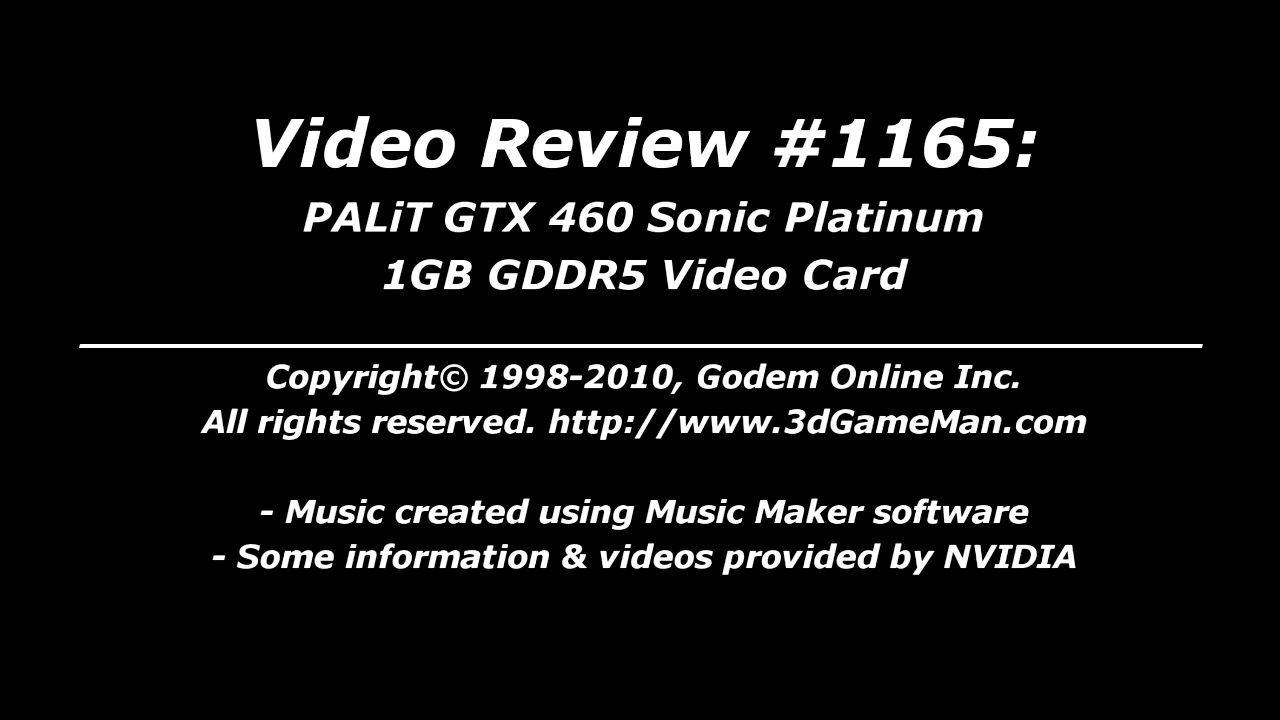 Video Review #1165:
PALiT GTX 460 Sonic Platinum
1GB GDDR5 Video Card
Copyright© 1998-2010, Godem Online Inc.
All rights reserved. http://www.3dGameMan.com
- Music created using Music Maker software
- Some information & videos provided by NVIDIA